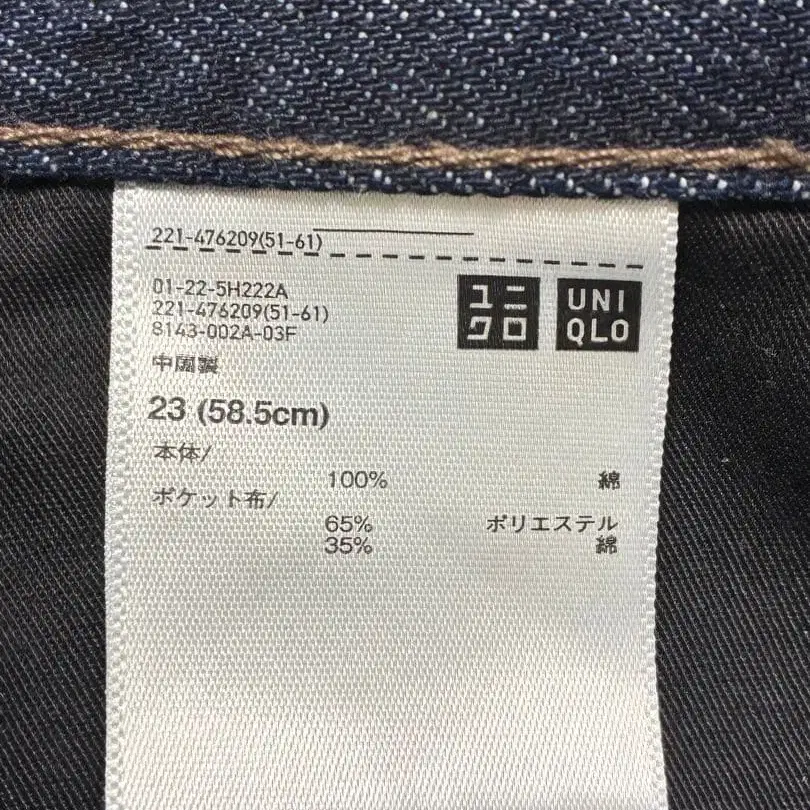 221-476209(51-61)
ユニ
クロ
UNI
QLO
01-22-5H222A
221-476209(51-61)
8143-002A-03F
中国製
23 (58.5cm)
本体/
100% 綿
ポケット布/
65% ポリエステル
35% 綿